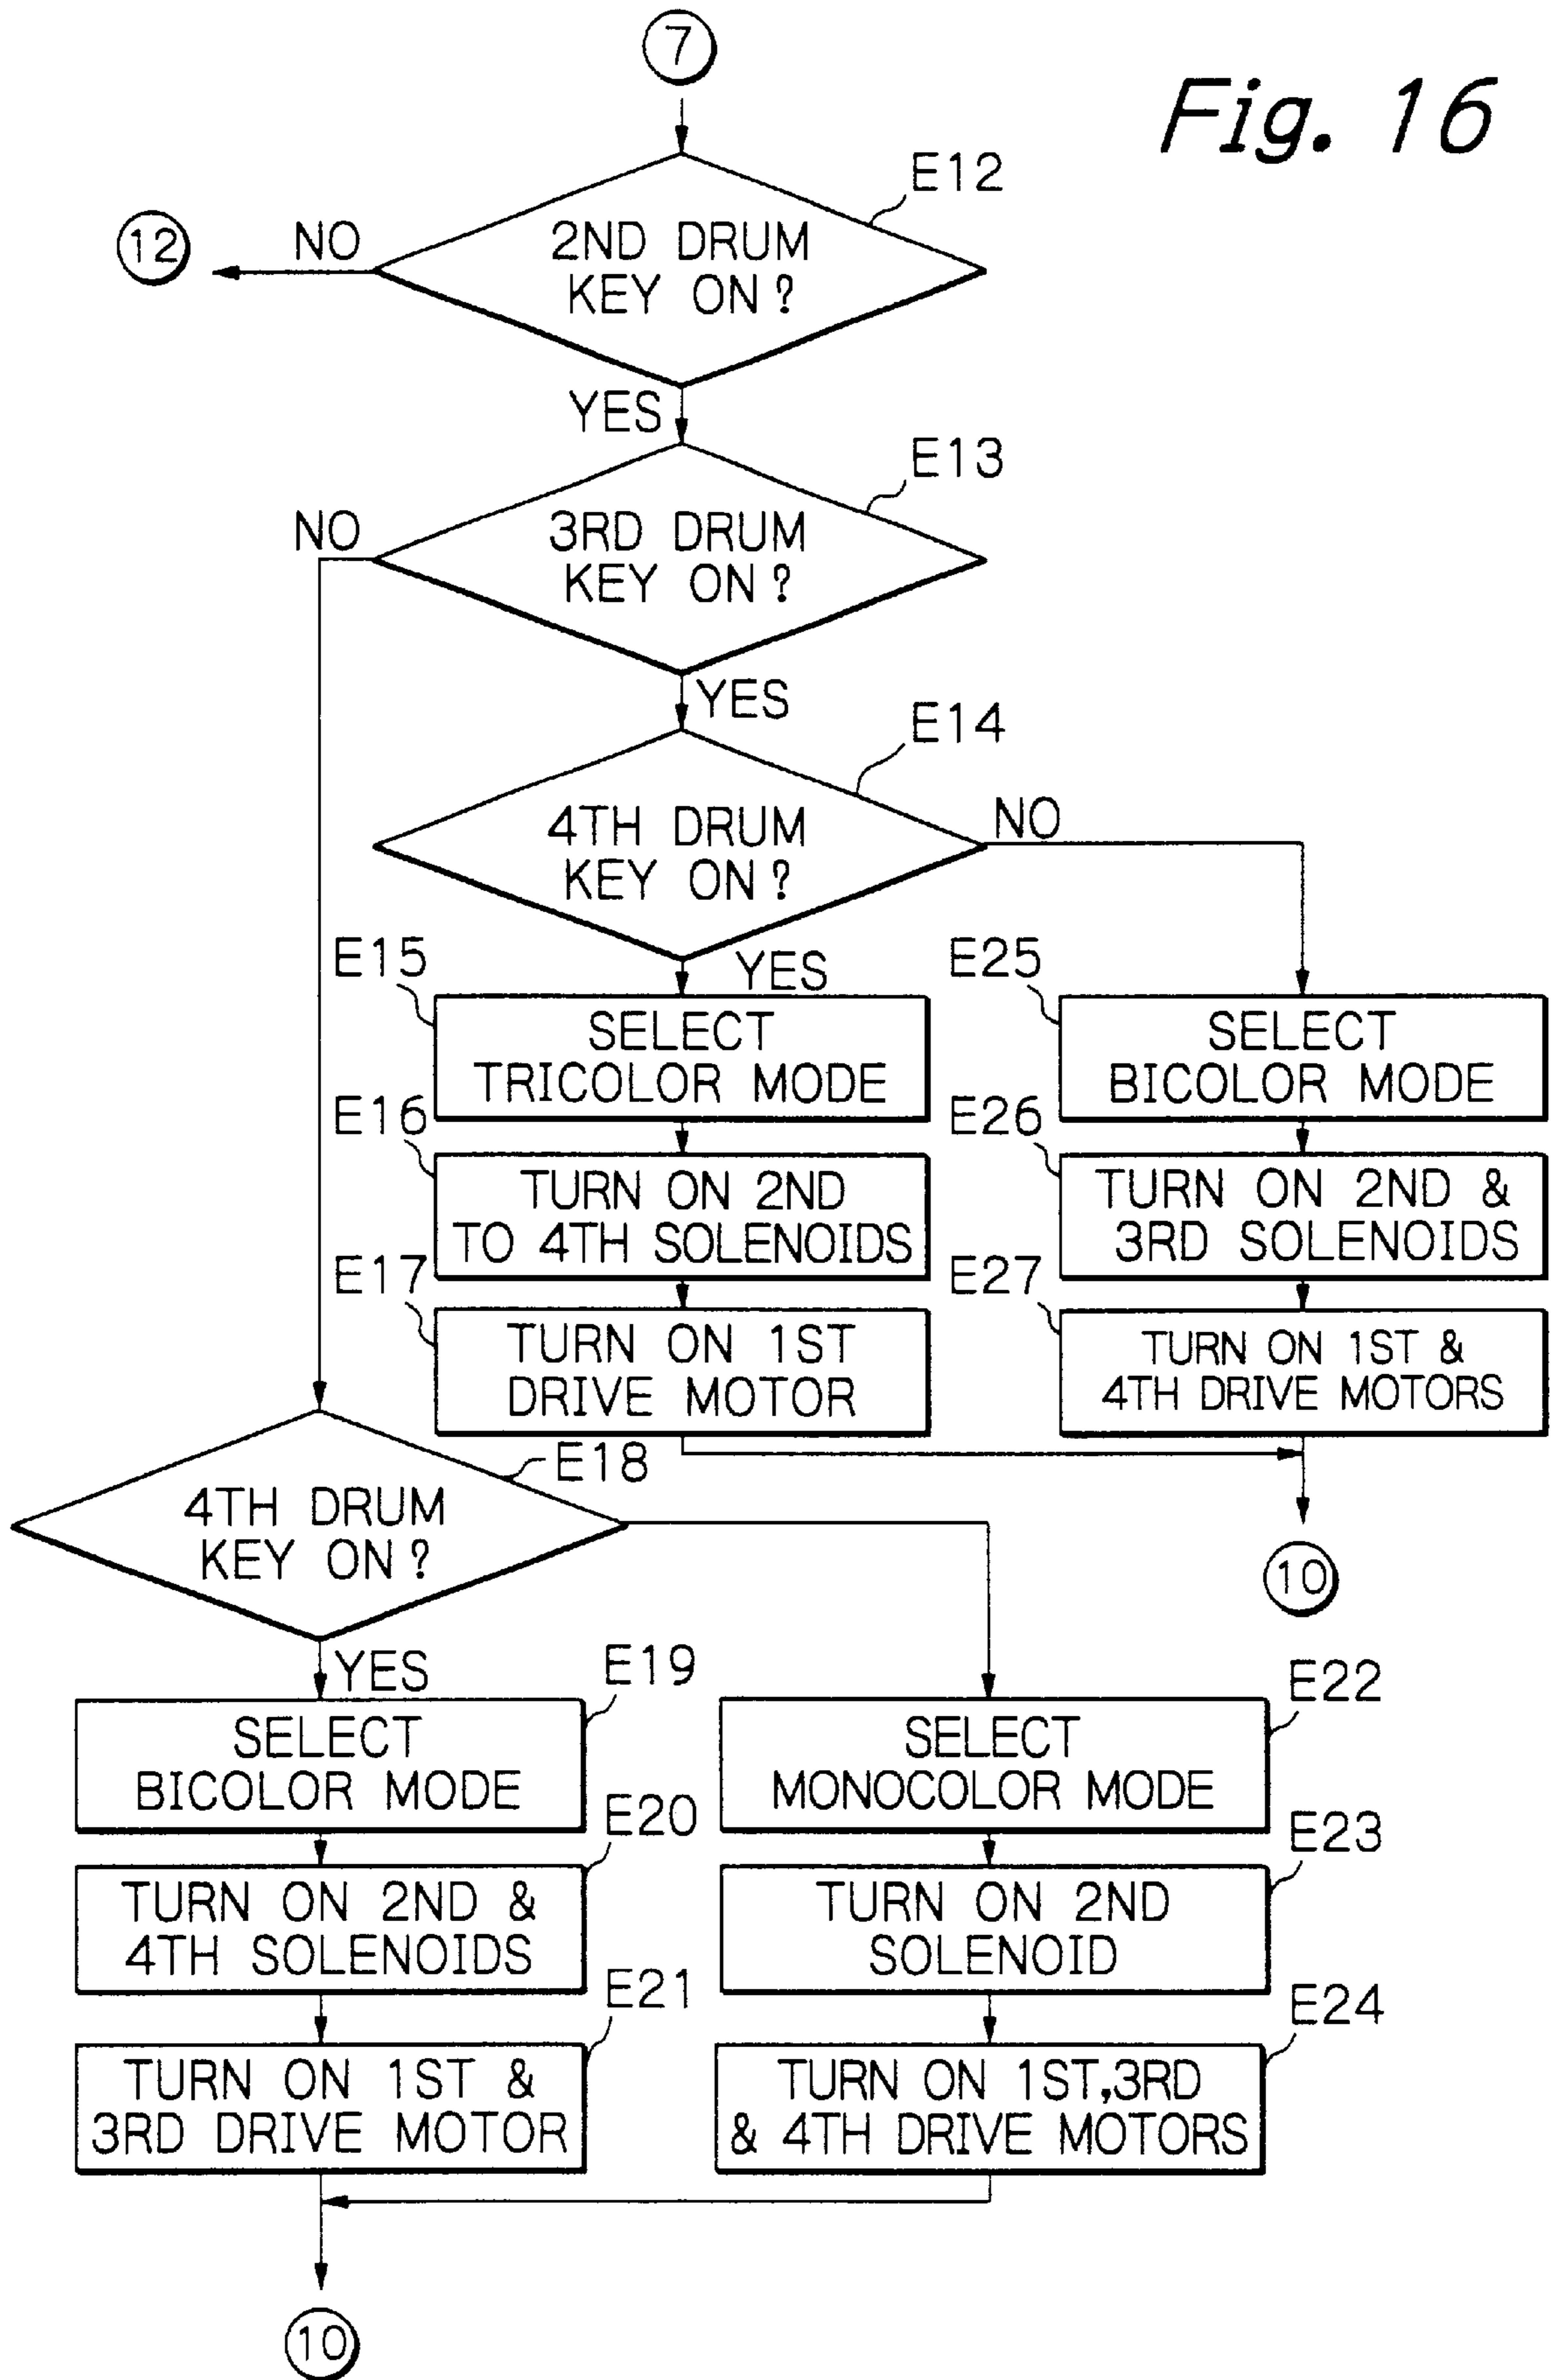 7
Fig. 16
E12
12
NO
2ND DRUM
KEY ON?
YES
E13
NO
3RD DRUM
KEY ON?
YES
E14
4TH DRUM
KEY ON?
NO
YES
E15
SELECT
TRICOLOR MODE
E25
SELECT
BICOLOR MODE
E16
TURN ON 2ND
TO 4TH SOLENOIDS
E26
TURN ON 2ND &
3RD SOLENOIDS
E17
TURN ON 1ST
DRIVE MOTOR
E27
TURN ON 1ST &
4TH DRIVE MOTORS
E18
4TH DRUM
KEY ON?
10
YES
E19
SELECT
BICOLOR MODE
E22
SELECT
MONOCOLOR MODE
E20
TURN ON 2ND &
4TH SOLENOIDS
E23
TURN ON 2ND
SOLENOID
E21
TURN ON 1ST &
3RD DRIVE MOTOR
E24
TURN ON 1ST,3RD
& 4TH DRIVE MOTORS
10